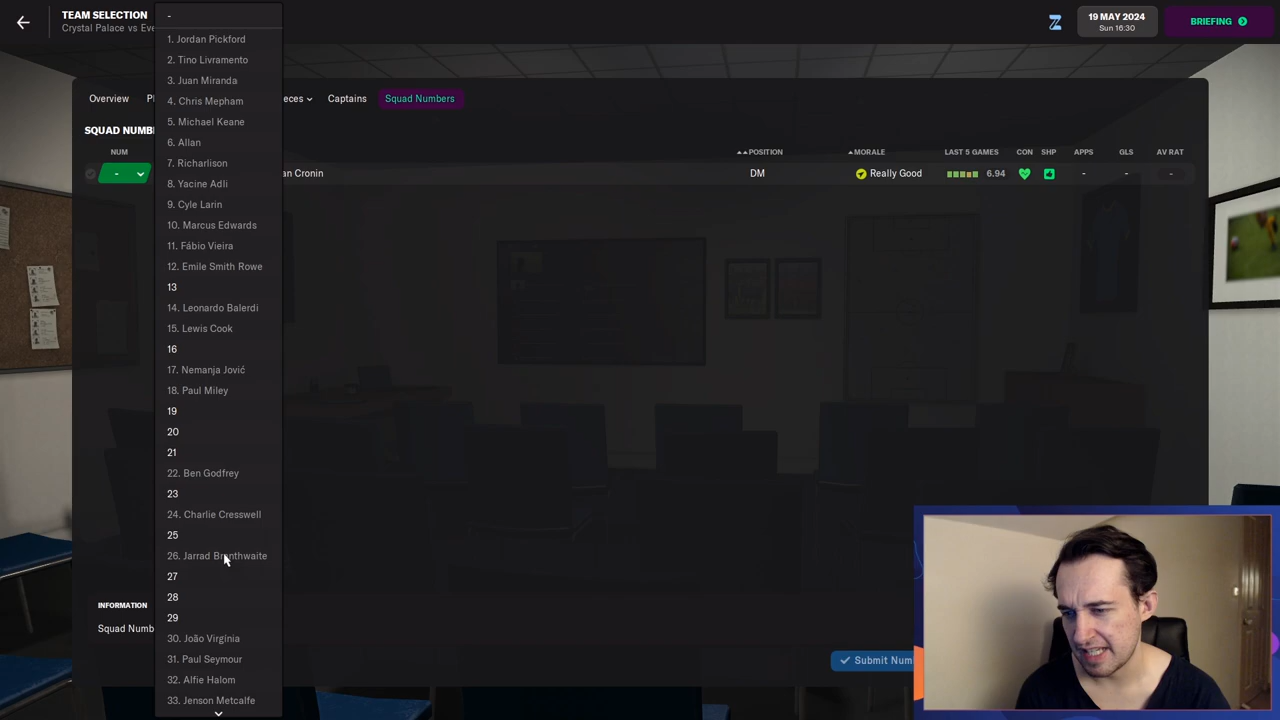 TEAM SELECTION
Crystal Palace vs Eve
19 MAY 2024
Sun 16:30
BRIEFING
Overview
eces
Captains
Squad Numbers
SQUAD NUMB
NUM
POSITION
MORALE
LAST 5 GAMES
CON
SHP
APPS
GLS
AV RAT
-
an Cronin
DM
Really Good
6.94
-
-
-
-
1. Jordan Pickford
2. Tino Livramento
3. Juan Miranda
4. Chris Mepham
5. Michael Keane
6. Allan
7. Richarlison
8. Yacine Adli
9. Cyle Larin
10. Marcus Edwards
11. Fábio Vieira
12. Emile Smith Rowe
13
14. Leonardo Balerdi
15. Lewis Cook
16
17. Nemanja Jović
18. Paul Miley
19
20
21
22. Ben Godfrey
23
24. Charlie Cresswell
25
26. Jarrad Branthwaite
27
28
29
30. João Virgínia
31. Paul Seymour
32. Alfie Halom
33. Jenson Metcalfe
INFORMATION
Squad Numb
Submit Num